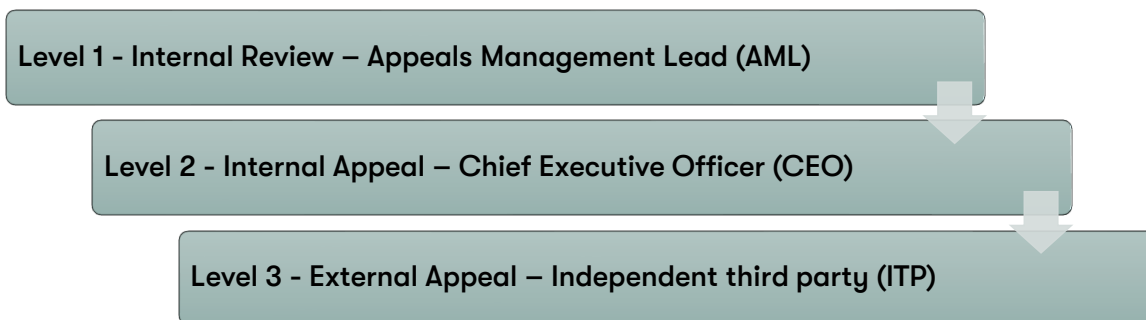 Level 1 - Internal Review – Appeals Management Lead (AML)
Level 2 - Internal Appeal – Chief Executive Officer (CEO)
Level 3 - External Appeal – Independent third party (ITP)